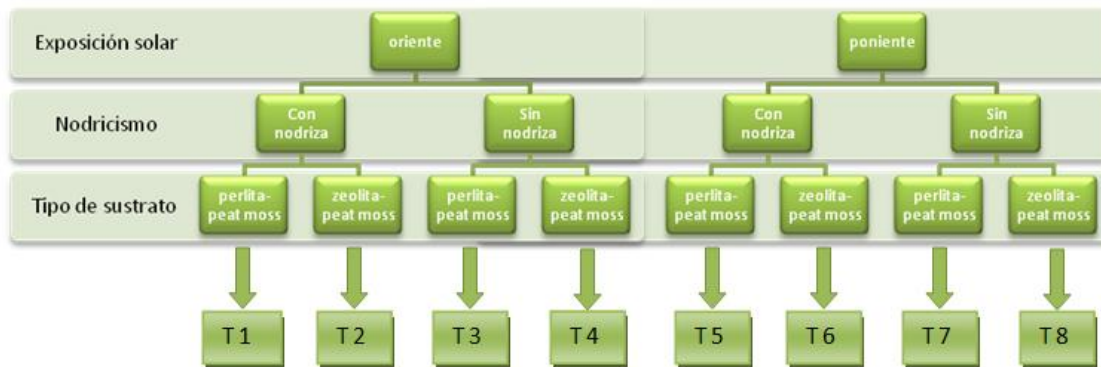 Exposición solar
oriente
poniente
Nodricismo
Con
nodriza
Sin
nodriza
Con
nodriza
Sin
nodriza
Tipo de sustrato
perlita-
peat moss
zeolita-
peat moss
perlita-
peat moss
zeolita-
peat moss
perlita-
peat moss
zeolita-
peat moss
perlita-
peat moss
zeolita-
peat moss
T1
T2
T3
T4
T5
T6
T7
T8